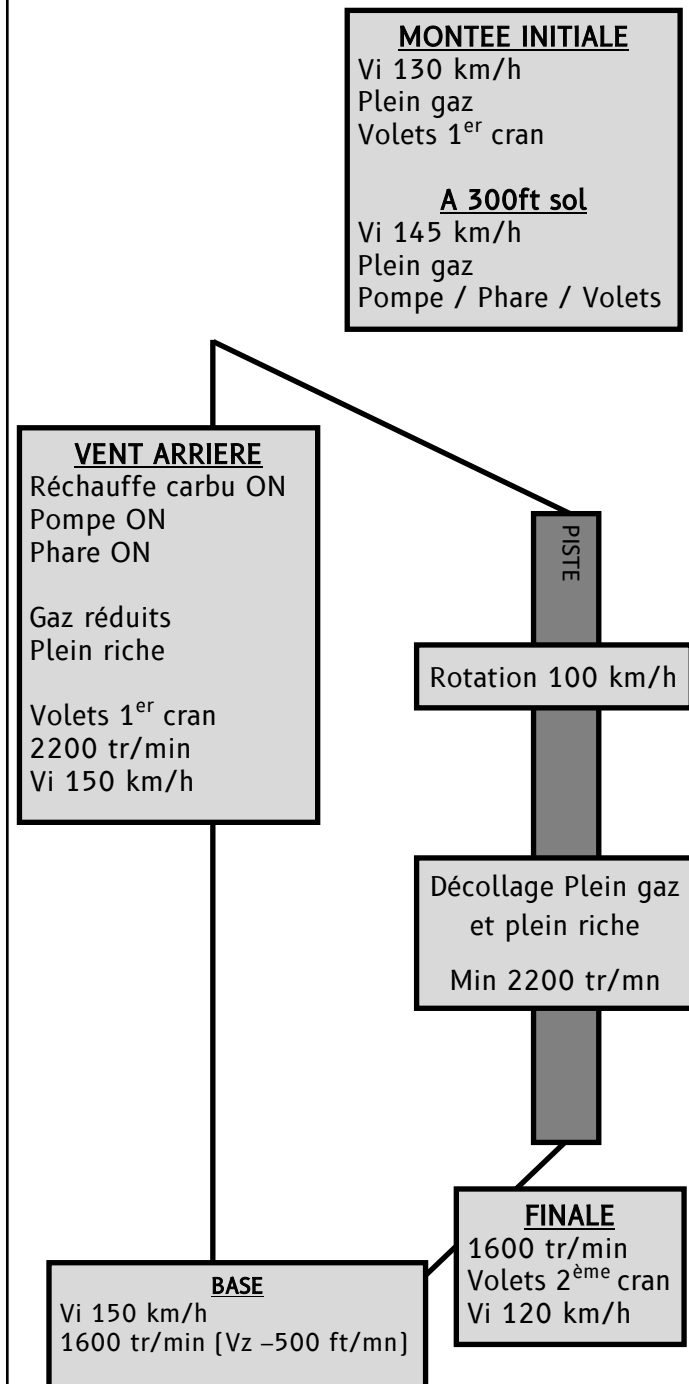 MONTEE INITIALE
Vi 130 km/h
Plein gaz
Volets 1er cran
A 300ft sol
Vi 145 km/h
Plein gaz
Pompe / Phare / Volets
VENT ARRIERE
Réchauffe carbu ON
Pompe ON
Phare ON
Gaz réduits
Plein riche
Volets 1er cran
2200 tr/min
Vi 150 km/h
PISTE
Rotation 100 km/h
Décollage Plein gaz
et plein riche
Min 2200 tr/mn
FINALE
1600 tr/min
Volets 2ème cran
Vi 120 km/h
BASE
Vi 150 km/h
1600 tr/min (Vz –500 ft/mn)